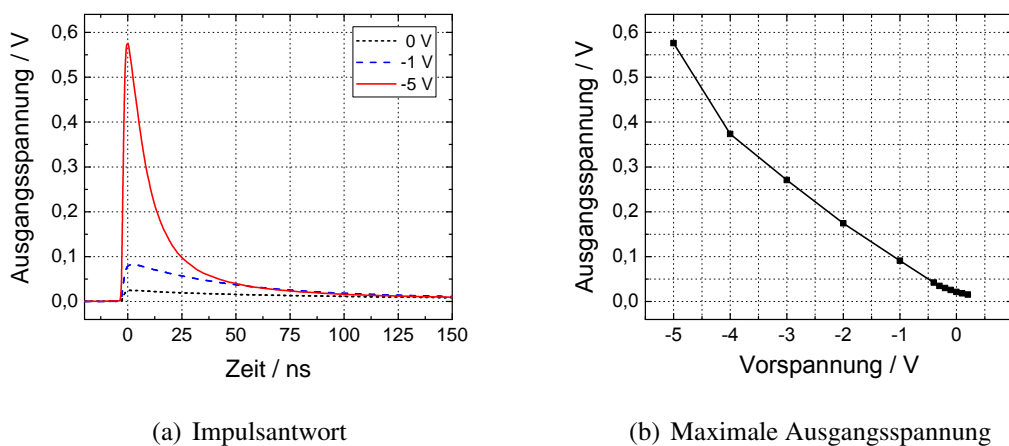 Ausgangsspannung / V
0,6
0,5
0,4
0,3
0,2
0,1
0,0
0 V
-1 V
-5 V
0 25 50 75 100 125 150
Zeit / ns
(a) Impulsantwort
Ausgangsspannung / V
0,6
0,5
0,4
0,3
0,2
0,1
0,0
-5 -4 -3 -2 -1 0
Vorspannung / V
(b) Maximale Ausgangsspannung